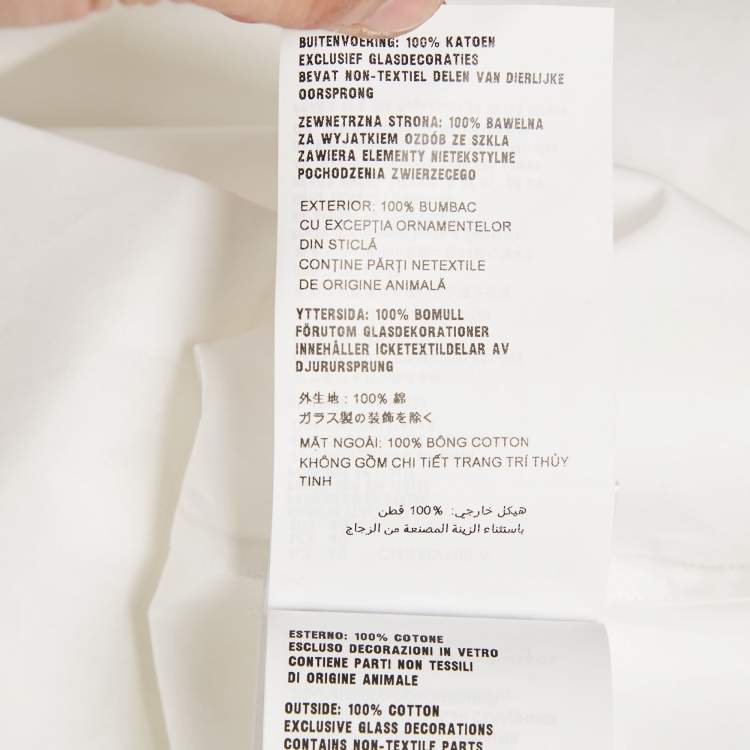 BUITENVOERING: 100% KATOEN
EXCLUSIEF GLASDECORATIES
BEVAT NON-TEXTIEL DELEN VAN DIERLIJKE
OORSPRONG
ZEWNETRZNA STRONA: 100% BAWELNA
ZA WYJATKIEM OZDÓB ZE SZKLA
ZAWIERA ELEMENTY NIETEKSTYLNE
POCHODZENIA ZWIERZECEGO
EXTERIOR: 100% BUMBAC
CU EXCEPŢIA ORNAMENTELOR
DIN STICLĂ
CONŢINE PĂRŢI NETEXTILE
DE ORIGINE ANIMALĂ
YTTERSIDA: 100% BOMULL
FÖRUTOM GLASDEKORATIONER
INNEHÅLLER ICKETEXTILDELAR AV
DJURURSPRUNG
外生地 : 100% 綿
ガラス製の装飾を除く
MẶT NGOÀI: 100% BÔNG COTTON
KHÔNG GỒM CHI TIẾT TRANG TRÍ THỦY
TINH
هيكل خارجي: 100% قطن
باستثناء الزينة المصنعة من الزجاج
ESTERNO: 100% COTONE
ESCLUSO DECORAZIONI IN VETRO
CONTIENE PARTI NON TESSILI
DI ORIGINE ANIMALE
OUTSIDE: 100% COTTON
EXCLUSIVE GLASS DECORATIONS
CONTAINS NON-TEXTILE PARTS